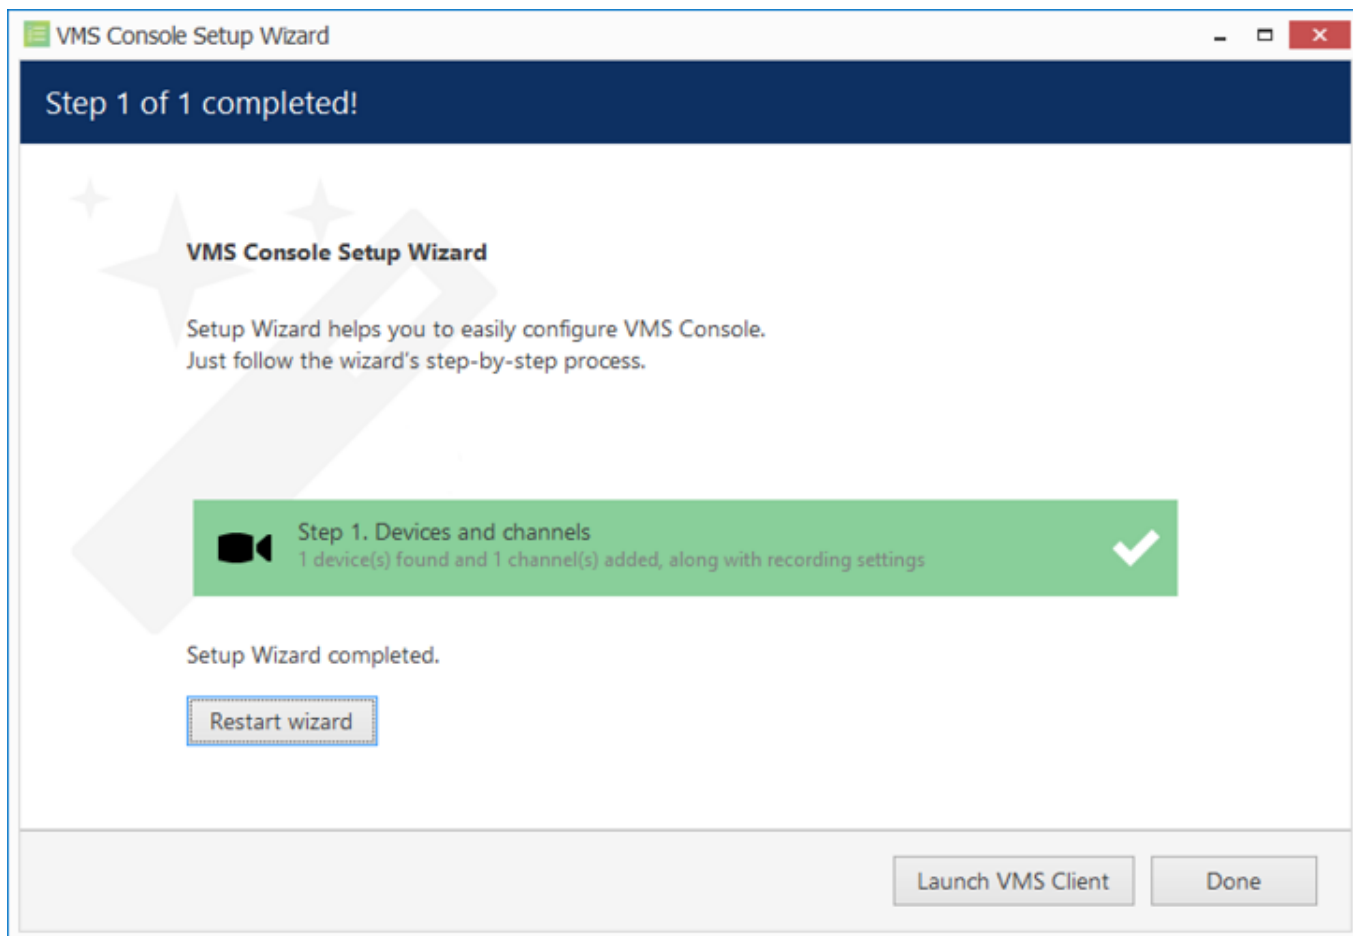 VMS Console Setup Wizard
Step 1 of 1 completed!
VMS Console Setup Wizard
Setup Wizard helps you to easily configure VMS Console.
Just follow the wizard's step-by-step process.
Step 1. Devices and channels
1 device(s) found and 1 channel(s) added, along with recording settings
Setup Wizard completed.
Restart wizard
Launch VMS Client
Done